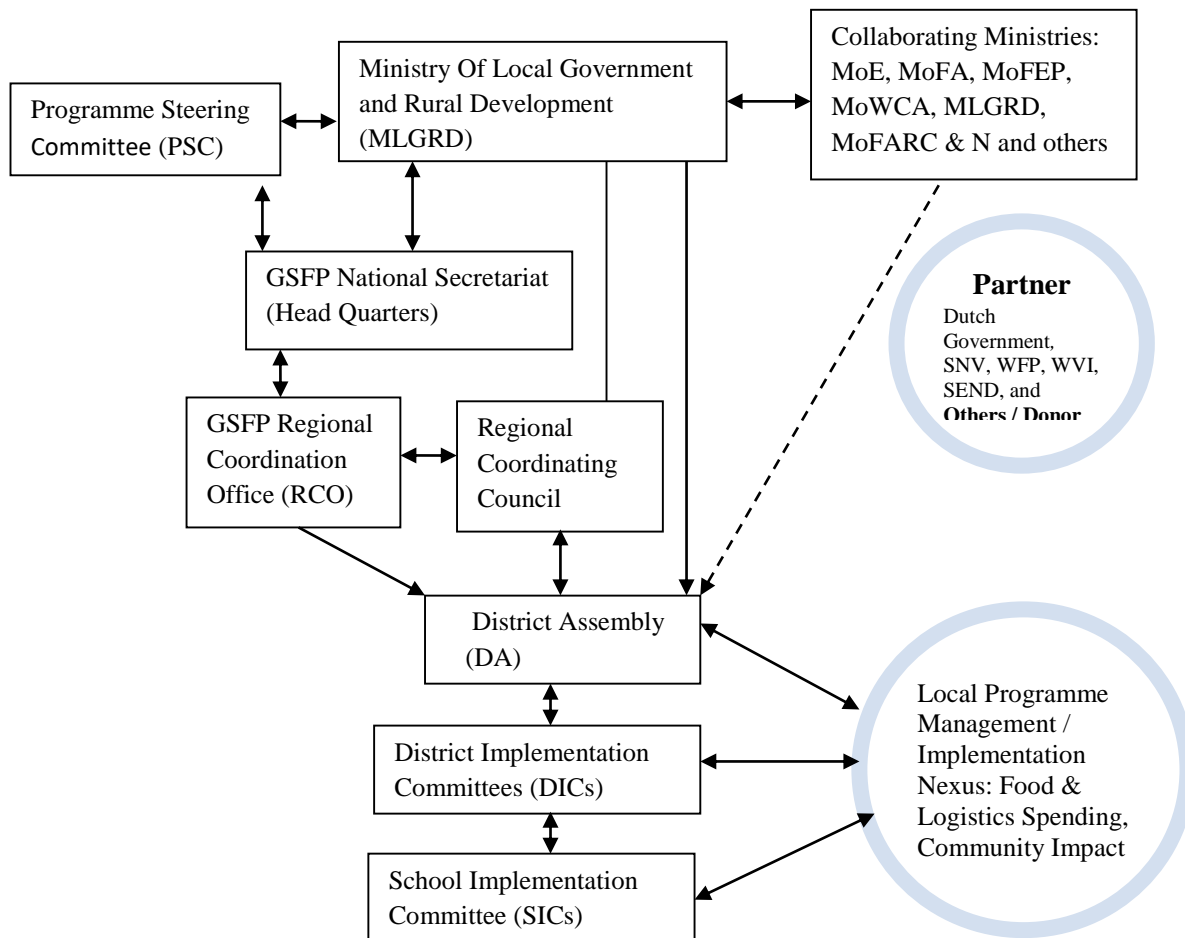 Collaborating Ministries:
MoE, MoFA, MoFEP,
MoWCA, MLGRD,
MoFARC & N and others
Ministry Of Local Government
and Rural Development
(MLGRD)
Programme Steering
Committee (PSC)
GSFP National Secretariat
(Head Quarters)
Partner
Dutch
Government,
SNV, WFP, WVI,
SEND, and
Others / Donor
GSFP Regional
Coordination
Office (RCO)
Regional
Coordinating
Council
District Assembly
(DA)
District Implementation
Committees (DICs)
School Implementation
Committee (SICs)
Local Programme
Management /
Implementation
Nexus: Food &
Logistics Spending,
Community Impact